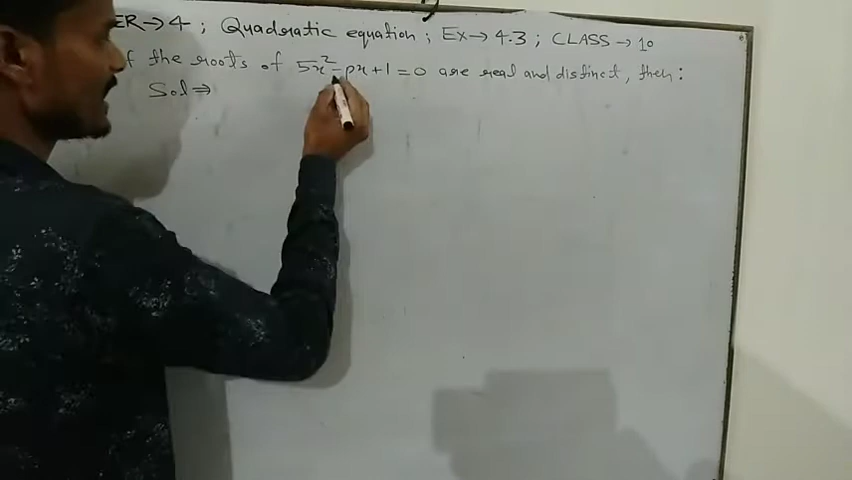 ER→4 ; Quadratic equation ; Ex→4.3 ; CLASS→10
f the roots of 5x²-px+1=0 are real and distinct, then:
Sol⇒